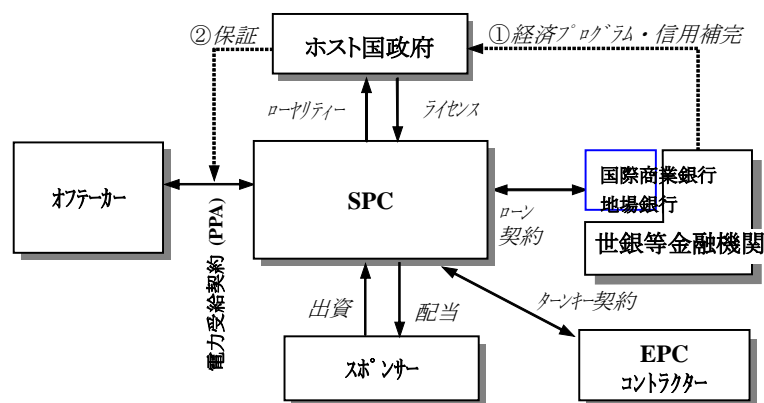 ②保証
ホスト国政府
①経済プログラム・信用補完
ローヤリティー
ライセンス
オフテーカー
SPC
国際商業銀行
地場銀行
世銀等金融機関
ローン
契約
電力受給契約 (PPA)
出資
配当
ターンキー契約
スポンサー
EPC
コントラクター